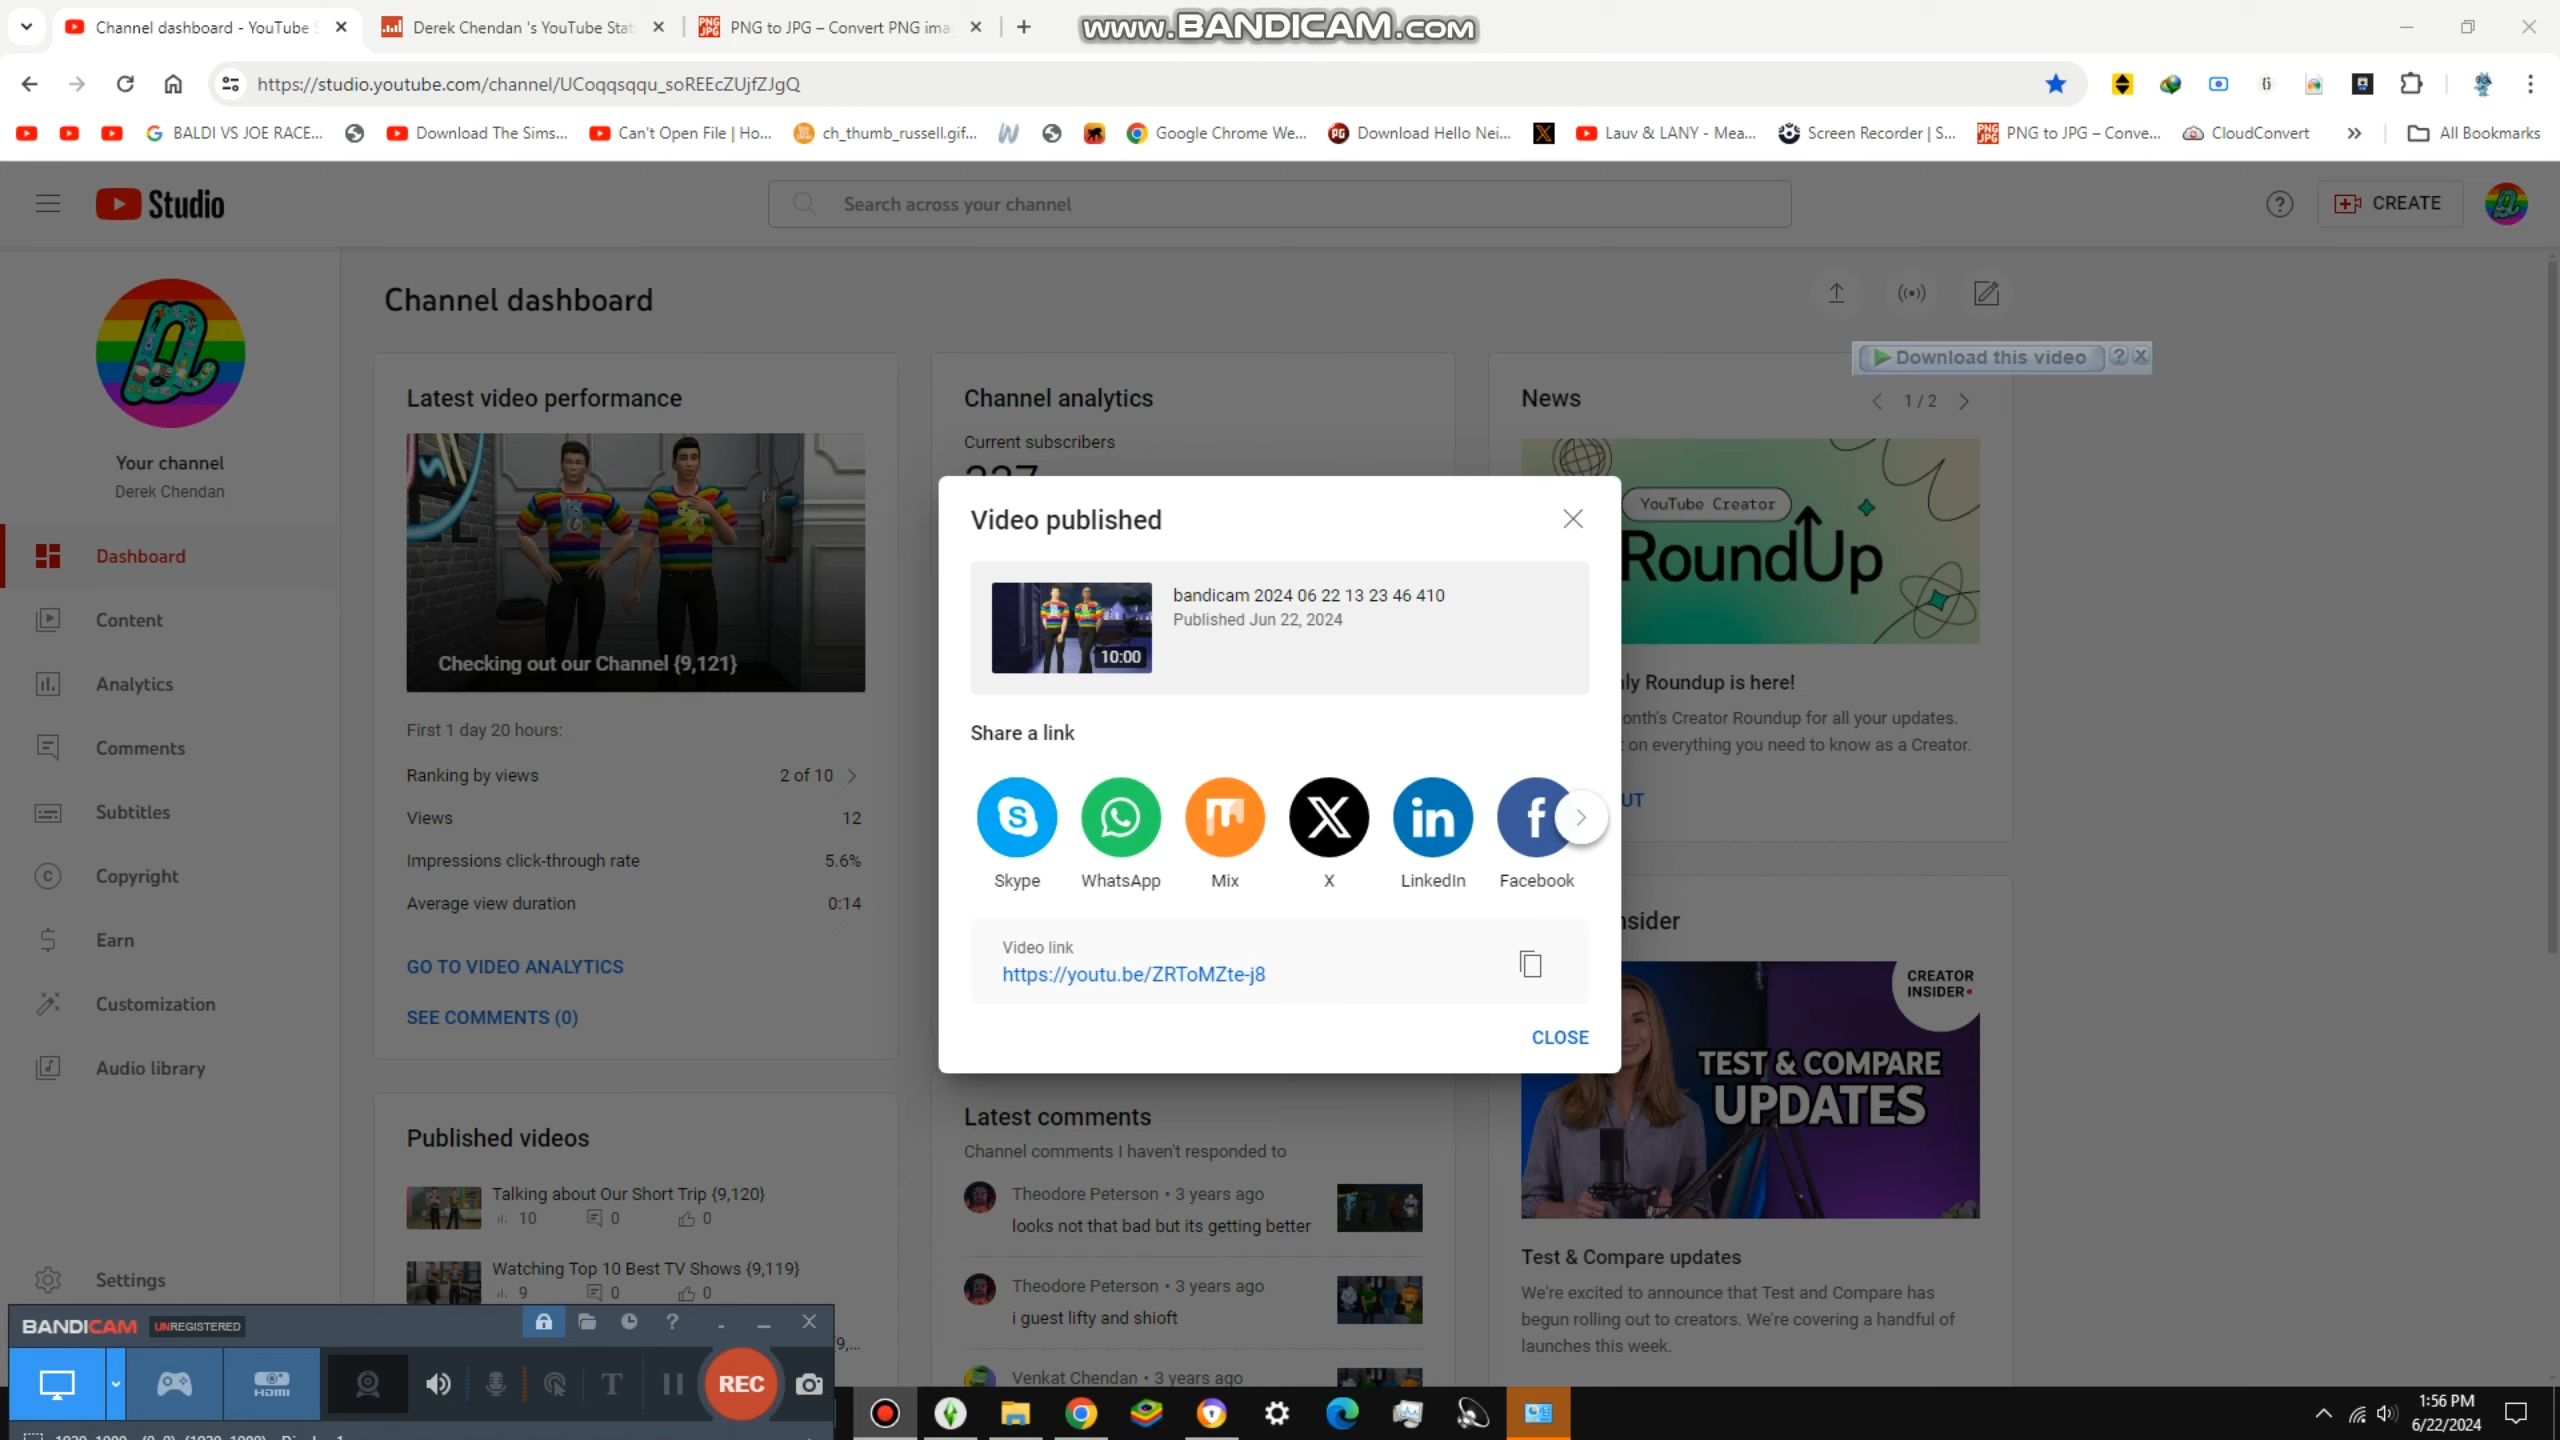 Channel dashboard - YouTube S
Derek Chendan 's YouTube Stat
PNG to JPG – Convert PNG ima
www.BANDICAM.com
https://studio.youtube.com/channel/UCoqqsqqu_soREEcZUjfZJgQ
BALDI VS JOE RACE...
Download The Sims...
Can't Open File | Ho...
ch_thumb_russell.gif...
Google Chrome We...
Download Hello Nei...
Lauv & LANY - Mea...
Screen Recorder | S...
PNG to JPG – Conve...
CloudConvert
All Bookmarks
Studio
Search across your channel
CREATE
Your channel
Derek Chendan
Dashboard
Content
Analytics
Comments
Subtitles
Copyright
Earn
Customization
Audio library
Settings
Channel dashboard
Download this video
Latest video performance
Checking out our Channel {9,121}
First 1 day 20 hours:
Ranking by views 2 of 10
Views 12
Impressions click-through rate 5.6%
Average view duration 0:14
GO TO VIDEO ANALYTICS
SEE COMMENTS (0)
Published videos
Talking about Our Short Trip {9,120}
10 0 0
Watching Top 10 Best TV Shows {9,119}
9 0 0
9,...
Channel analytics
Current subscribers
Video published
bandicam 2024 06 22 13 23 46 410
Published Jun 22, 2024
10:00
Share a link
Skype
WhatsApp
Mix
X
LinkedIn
Facebook
Video link
https://youtu.be/ZRToMZte-j8
CLOSE
Latest comments
Channel comments I haven't responded to
Theodore Peterson • 3 years ago
looks not that bad but its getting better
Theodore Peterson • 3 years ago
i guest lifty and shioft
Venkat Chendan • 3 years ago
News
1 / 2
YouTube Creator
RoundUp
ly Roundup is here!
onth's Creator Roundup for all your updates.
on everything you need to know as a Creator.
UT
nsider
CREATOR
INSIDER
TEST & COMPARE
UPDATES
Test & Compare updates
We're excited to announce that Test and Compare has
begun rolling out to creators. We're covering a handful of
launches this week.
BANDICAM UNREGISTERED
HDMI
REC
1:56 PM
6/22/2024